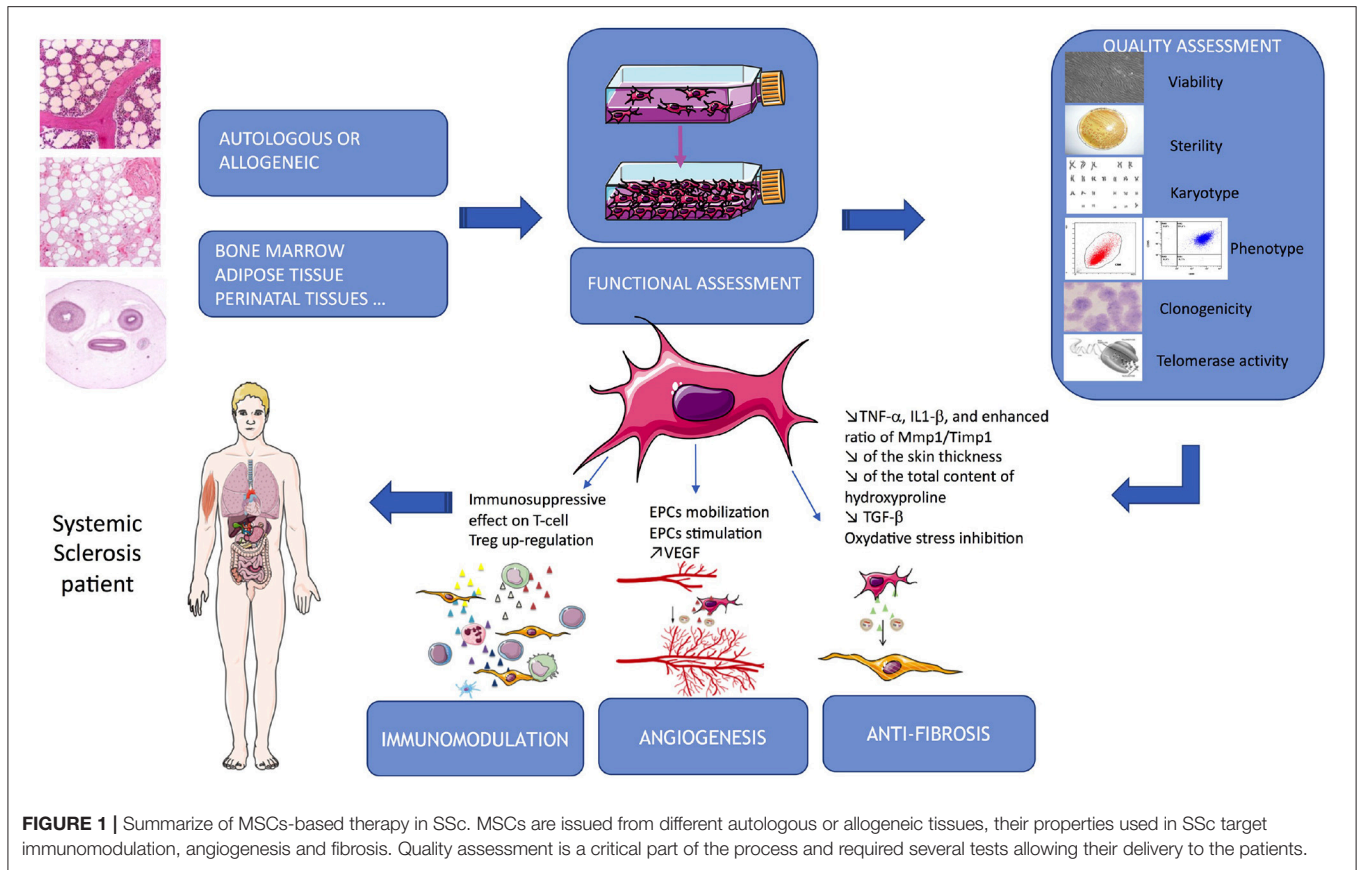 AUTOLOGOUS OR
ALLOGENEIC
BONE MARROW
ADIPOSE TISSUE
PERINATAL TISSUES ...
FUNCTIONAL ASSESSMENT
QUALITY ASSESSMENT
Viability
Sterility
Karyotype
Phenotype
Clonogenicity
Telomerase activity
Systemic
Sclerosis
patient
Immunosuppressive
effect on T-cell
Treg up-regulation
EPCs mobilization
EPCs stimulation
↗VEGF
↘TNF-α, IL1-β, and enhanced
ratio of Mmp1/Timp1
↘ of the skin thickness
↘ of the total content of
hydroxyproline
↘ TGF-β
Oxydative stress inhibition
IMMUNOMODULATION
ANGIOGENESIS
ANTI-FIBROSIS
FIGURE 1 | Summarize of MSCs-based therapy in SSc. MSCs are issued from different autologous or allogeneic tissues, their properties used in SSc target
immunomodulation, angiogenesis and fibrosis. Quality assessment is a critical part of the process and required several tests allowing their delivery to the patients.